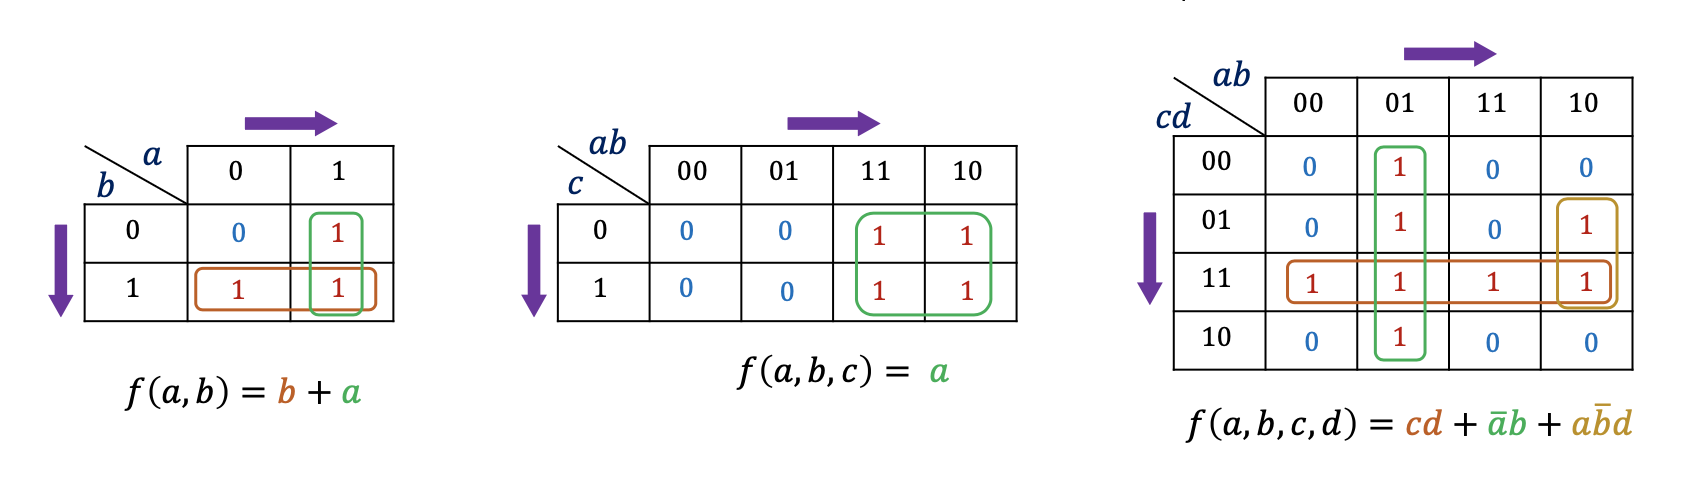 a
b
0 1
0 0 1
1 1 1
f(a, b) = b + a
ab
c
00 01 11 10
0 0 0 1 1
1 0 0 1 1
f(a, b, c) = a
ab
cd
00 01 11 10
00 0 1 0 0
01 0 1 0 1
11 1 1 1 1
10 0 1 0 0
f(a, b, c, d) = cd + a̅b + ab̅d